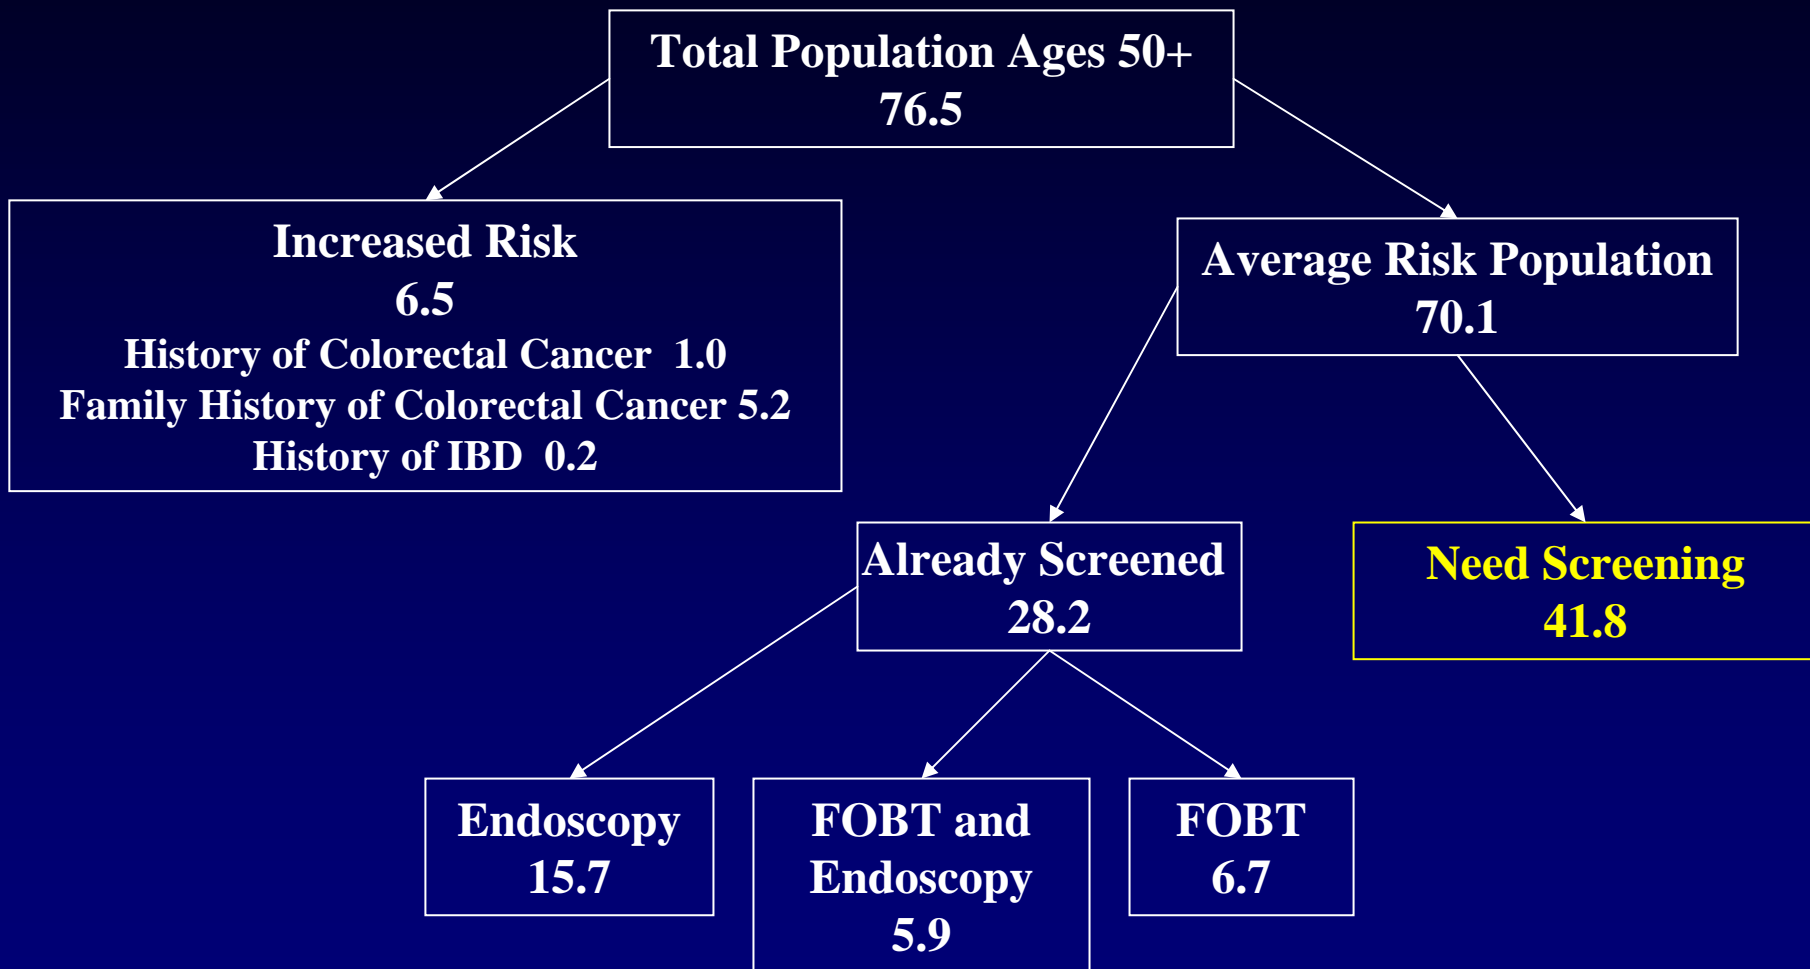 Total Population Ages 50+
76.5
Increased Risk
6.5
History of Colorectal Cancer  1.0
Family History of Colorectal Cancer 5.2
History of IBD  0.2
Average Risk Population
70.1
Already Screened
28.2
Need Screening
41.8
Endoscopy
15.7
FOBT and
Endoscopy
5.9
FOBT
6.7